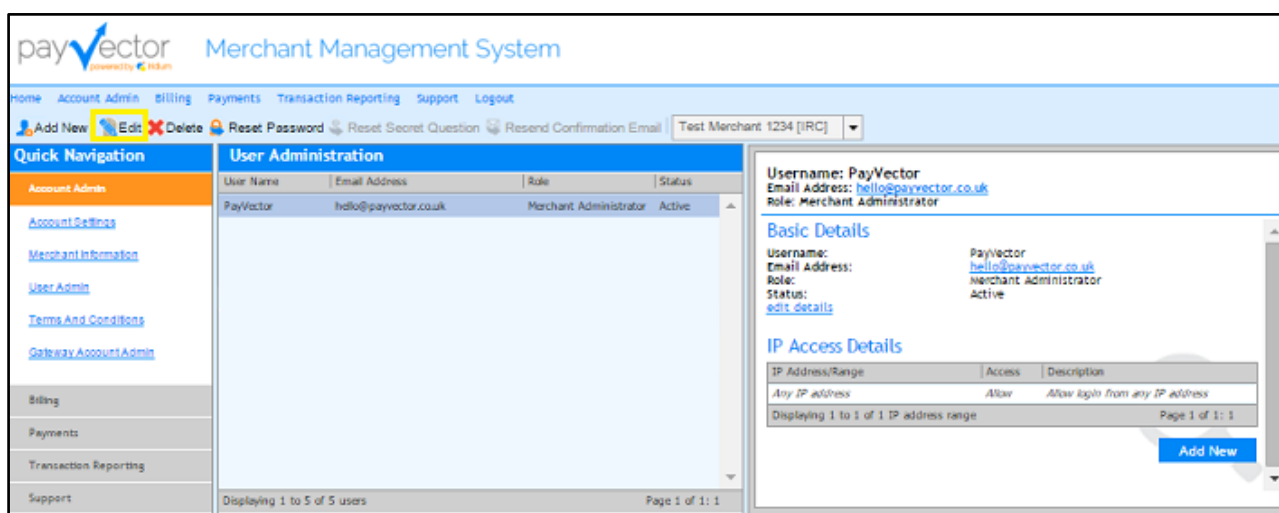 payvector
powered by iridium
Merchant Management System
Home Account Admin Billing Payments Transaction Reporting Support Logout
Add New Edit Delete Reset Password Reset Secret Question Resend Confirmation Email Test Merchant 1234 [IRC]
Quick Navigation
Account Admin
Account Settings
Merchant Information
User Admin
Terms And Conditions
Gateway Account Admin
Billing
Payments
Transaction Reporting
Support
User Administration
User Name Email Address Role Status
PayVector hello@payvector.co.uk Merchant Administrator Active
Displaying 1 to 5 of 5 users Page 1 of 1: 1
Username: PayVector
Email Address: hello@payvector.co.uk
Role: Merchant Administrator
Basic Details
Username: PayVector
Email Address: hello@payvector.co.uk
Role: Merchant Administrator
Status: Active
edit details
IP Access Details
IP Address/Range Access Description
Any IP address Allow Allow login from any IP address
Displaying 1 to 1 of 1 IP address range Page 1 of 1: 1
Add New